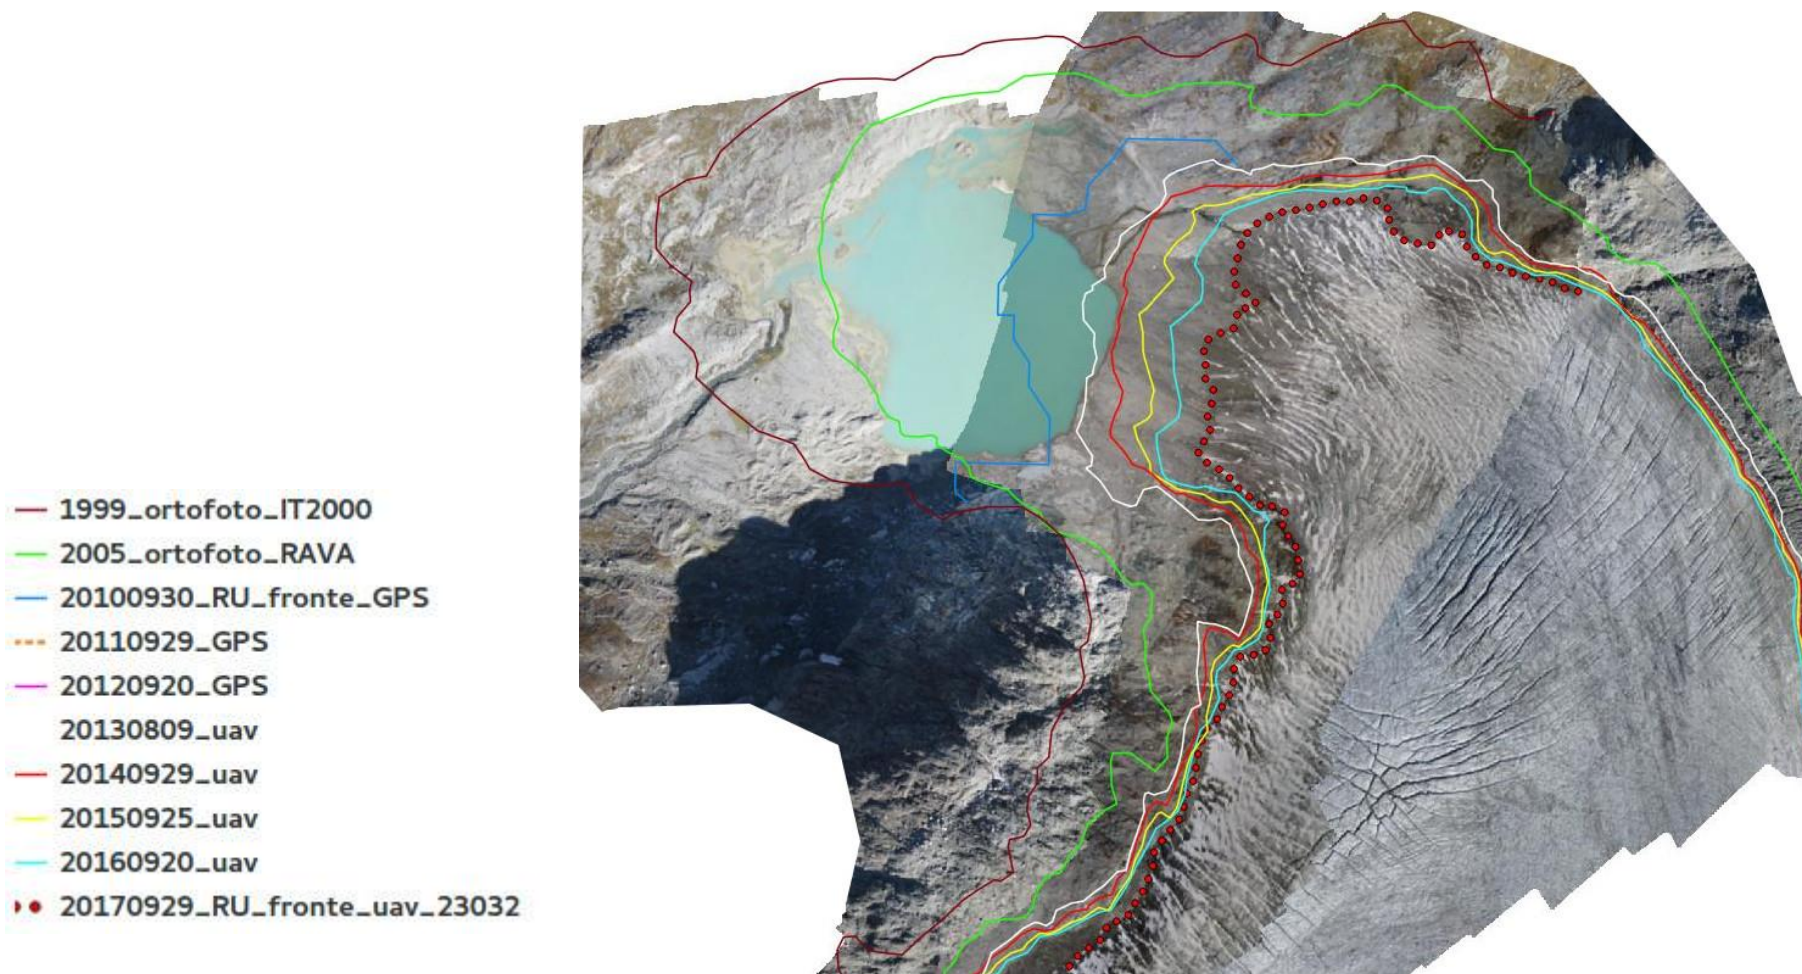 1999_ortofoto_IT2000
2005_ortofoto_RAVA
20100930_RU_fronte_GPS
20110929_GPS
20120920_GPS
20130809_uav
20140929_uav
20150925_uav
20160920_uav
20170929_RU_fronte_uav_23032